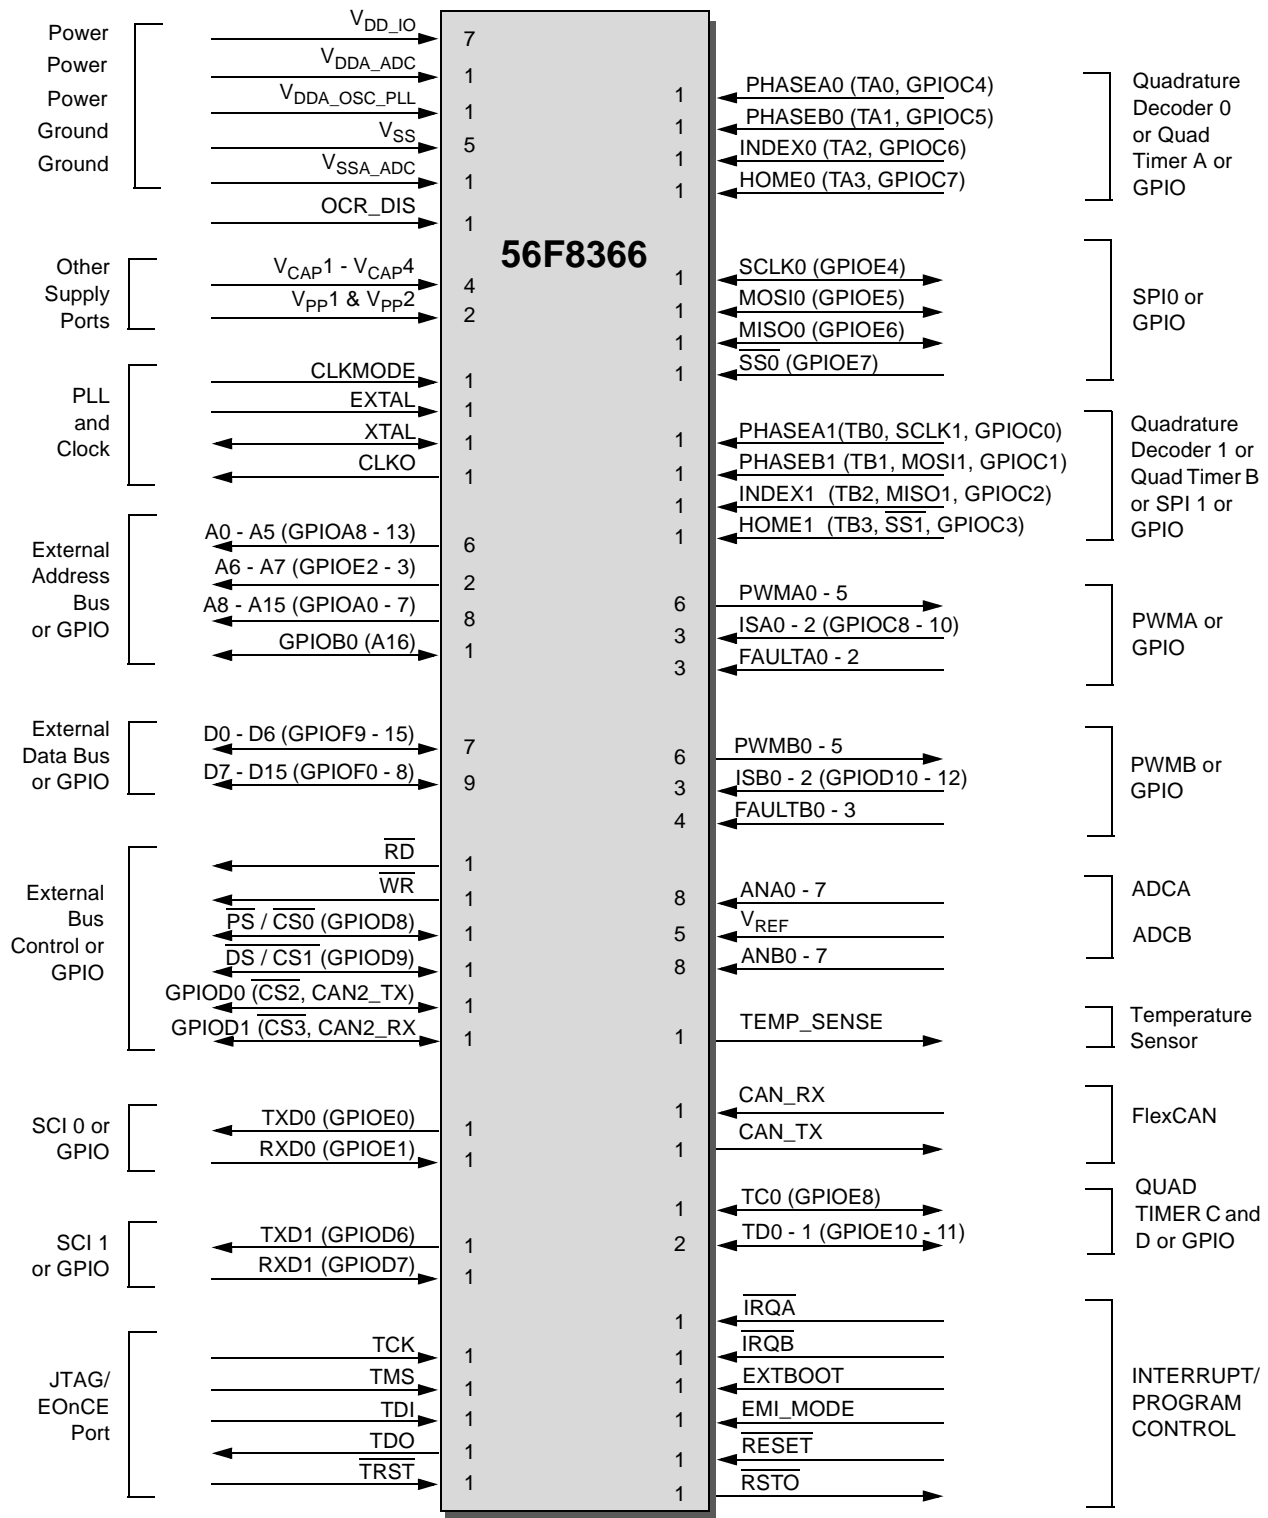 56F8366
Power
Power
Power
Ground
Ground
VDD_IO
7
VDDA_ADC
1
VDDA_OSC_PLL
1
VSS
5
VSSA_ADC
1
OCR_DIS
1
Other
Supply
Ports
VCAP1 - VCAP4
4
VPP1 & VPP2
2
PLL
and
Clock
CLKMODE
1
EXTAL
1
XTAL
1
CLKO
1
External
Address
Bus
or GPIO
A0 - A5 (GPIOA8 - 13)
6
A6 - A7 (GPIOE2 - 3)
2
A8 - A15 (GPIOA0 - 7)
8
GPIOB0 (A16)
1
External
Data Bus
or GPIO
D0 - D6 (GPIOF9 - 15)
7
D7 - D15 (GPIOF0 - 8)
9
External
Bus
Control or
GPIO
RD
1
WR
1
PS / CS0 (GPIOD8)
1
DS / CS1 (GPIOD9)
1
GPIOD0 (CS2, CAN2_TX)
1
GPIOD1 (CS3, CAN2_RX
1
SCI 0 or
GPIO
TXD0 (GPIOE0)
1
RXD0 (GPIOE1)
1
SCI 1
or GPIO
TXD1 (GPIOD6)
1
RXD1 (GPIOD7)
1
JTAG/
EOnCE
Port
TCK
1
TMS
1
TDI
1
TDO
1
TRST
1
1
PHASEA0 (TA0, GPIOC4)
1
PHASEB0 (TA1, GPIOC5)
1
INDEX0 (TA2, GPIOC6)
1
HOME0 (TA3, GPIOC7)
Quadrature
Decoder 0
or Quad
Timer A or
GPIO
1
SCLK0 (GPIOE4)
1
MOSI0 (GPIOE5)
1
MISO0 (GPIOE6)
1
SS0 (GPIOE7)
SPI0 or
GPIO
1
PHASEA1(TB0, SCLK1, GPIOC0)
1
PHASEB1 (TB1, MOSI1, GPIOC1)
1
INDEX1 (TB2, MISO1, GPIOC2)
1
HOME1 (TB3, SS1, GPIOC3)
Quadrature
Decoder 1 or
Quad Timer B
or SPI 1 or
GPIO
6
PWMA0 - 5
3
ISA0 - 2 (GPIOC8 - 10)
3
FAULTA0 - 2
PWMA or
GPIO
6
PWMB0 - 5
3
ISB0 - 2 (GPIOD10 - 12)
4
FAULTB0 - 3
PWMB or
GPIO
8
ANA0 - 7
5
VREF
8
ANB0 - 7
ADCA
ADCB
1
TEMP_SENSE
Temperature
Sensor
1
CAN_RX
1
CAN_TX
FlexCAN
1
TC0 (GPIOE8)
2
TD0 - 1 (GPIOE10 - 11)
QUAD
TIMER C and
D or GPIO
1
IRQA
1
IRQB
1
EXTBOOT
1
EMI_MODE
1
RESET
1
RSTO
INTERRUPT/
PROGRAM
CONTROL